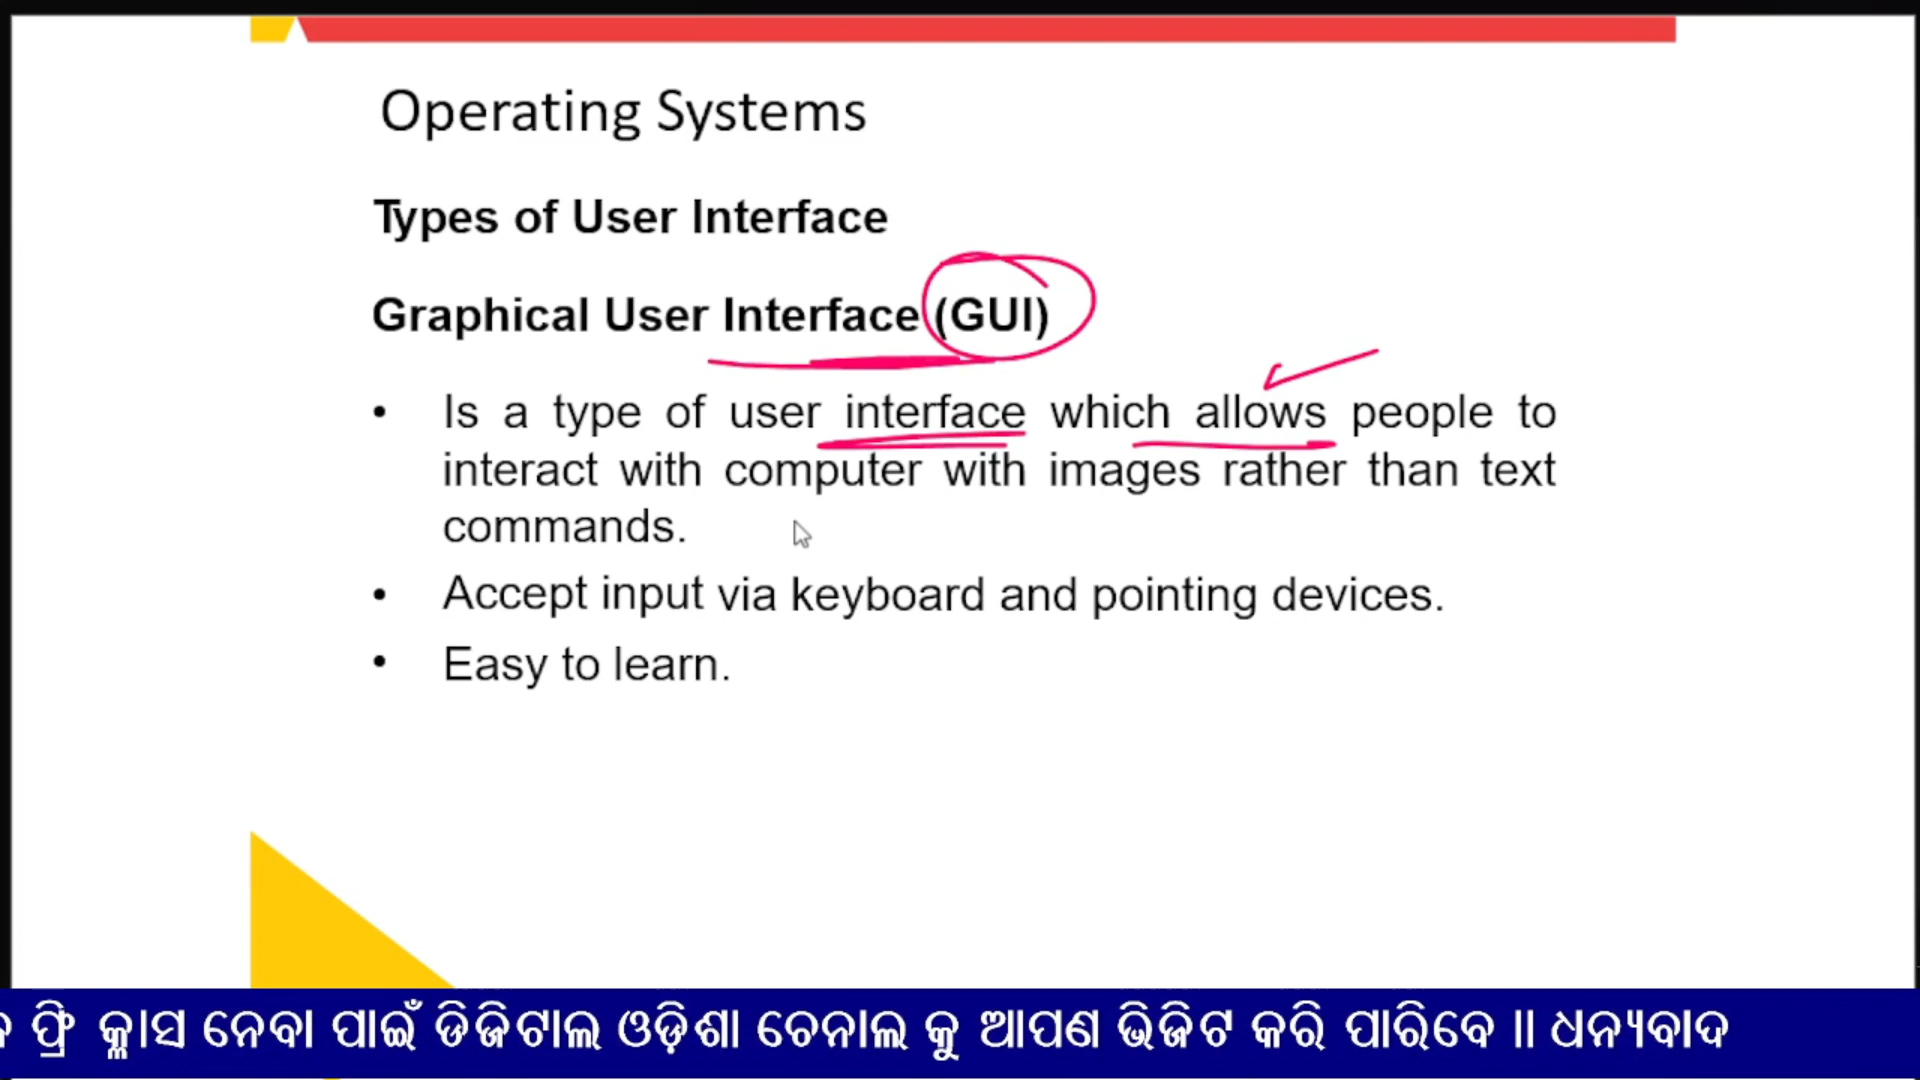 Operating Systems
Types of User Interface
Graphical User Interface (GUI)
• Is a type of user interface which allows people to
interact with computer with images rather than text
commands.
• Accept input via keyboard and pointing devices.
• Easy to learn.
ଫ୍ରି କ୍ଲାସ ନେବା ପାଇଁ ଡିଜିଟାଲ ଓଡ଼ିଶା ଚେନାଲ କୁ ଆପଣ ଭିଜିଟ କରି ପାରିବେ ॥ ଧନ୍ୟବାଦ